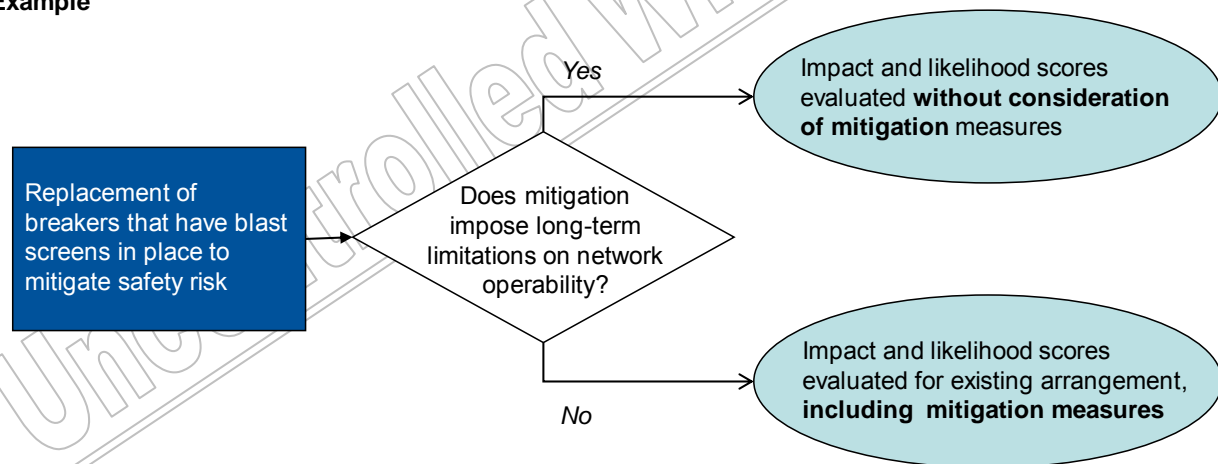 Example
Yes
Impact and likelihood scores
evaluated without consideration
of mitigation measures
Replacement of
breakers that have blast
screens in place to
mitigate safety risk
Does mitigation
impose long-term
limitations on network
operability?
Impact and likelihood scores
evaluated for existing arrangement,
including mitigation measures
No
Uncontrolled